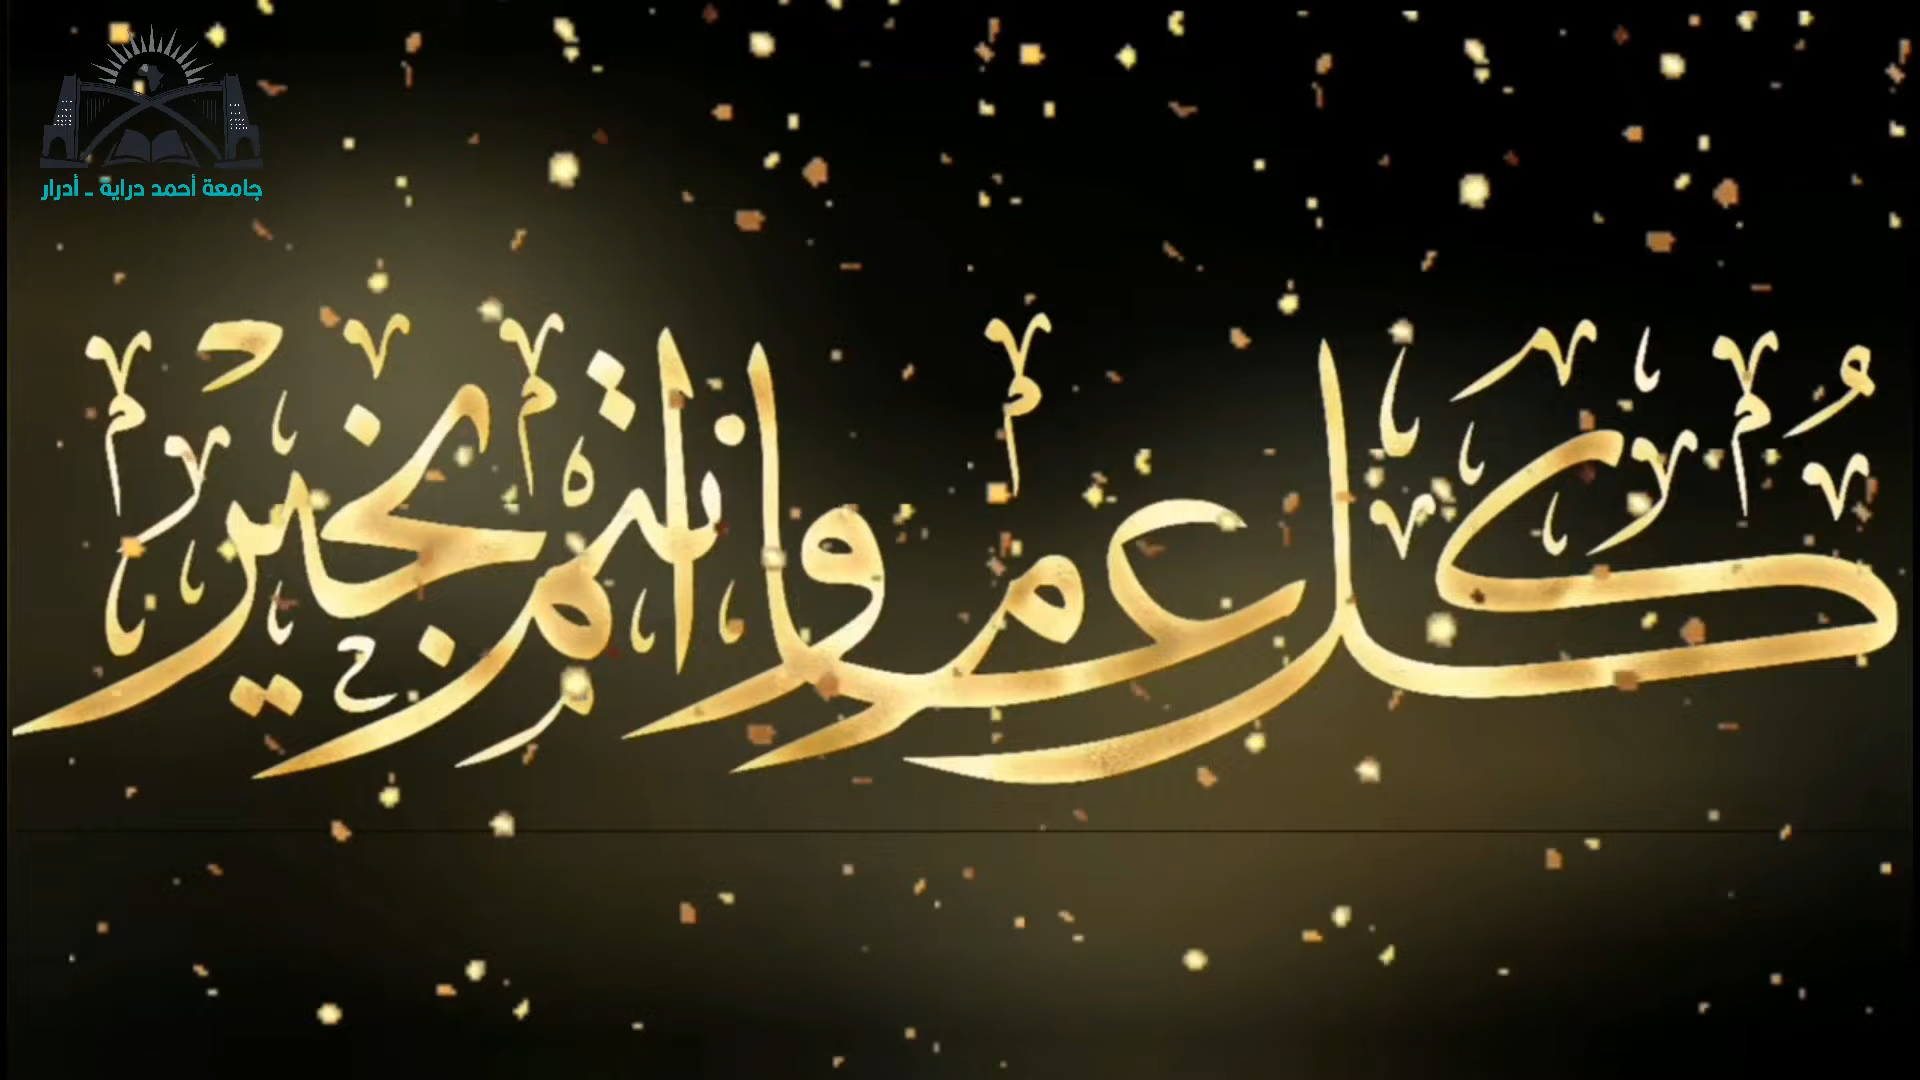 جامعة أحمد دراية - أدرار
كل عام وانتم بخير